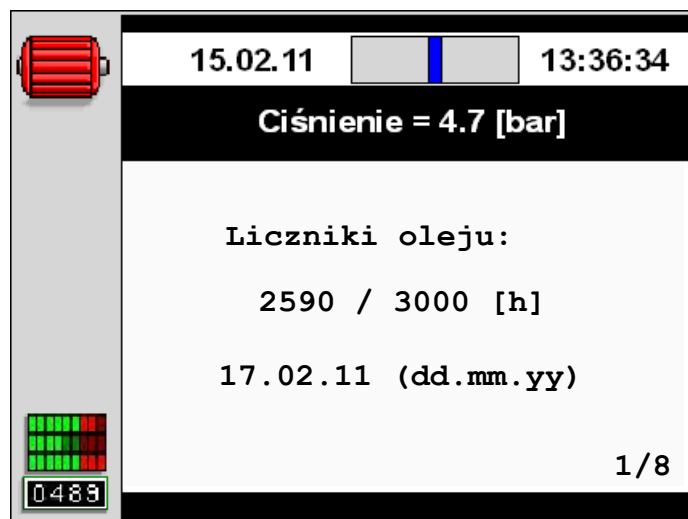 15.02.11 13:36:34
Ciśnienie = 4.7 [bar]
Liczniki oleju:
2590 / 3000 [h]
17.02.11 (dd.mm.yy)
1/8